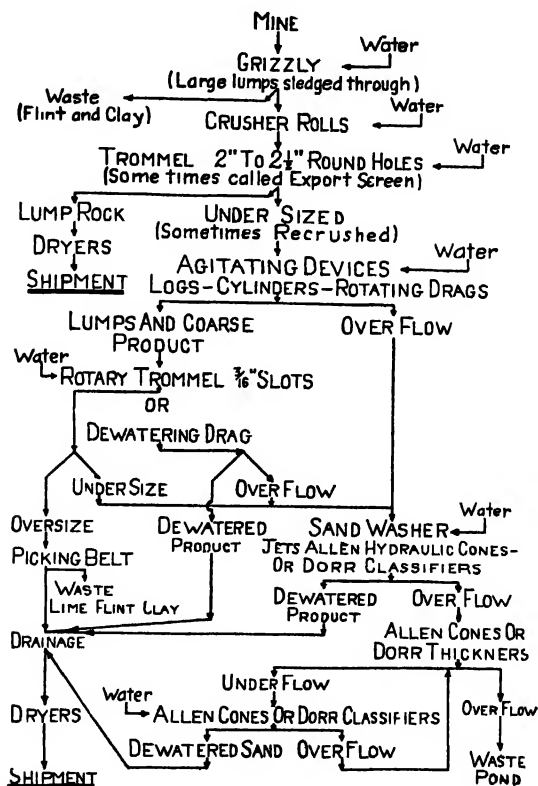 MINE
Water
GRIZZLY
(Large lumps sledged through)
Waste
(Flint and Clay)
Water
CRUSHER ROLLS
Water
TROMMEL 2" TO 2½" ROUND HOLES
(Some times called Export Screen)
LUMP ROCK
UNDER SIZED
(Sometimes Recrushed)
DRYERS
Water
SHIPMENT
AGITATING DEVICES
LOGS-CYLINDERS-ROTATING DRAGS
LUMPS AND COARSE
PRODUCT
OVER FLOW
Water
ROTARY TROMMEL 3/16" SLOTS
OR
DEWATERING DRAG
UNDER SIZE
OVER FLOW
Water
OVERSIZE
DEWATERED
PRODUCT
SAND WASHER
JETS ALLEN HYDRAULIC CONES-
OR DORR CLASSIFIERS
PICKING BELT
WASTE
LIME FLINT CLAY
DEWATERED
PRODUCT
OVER FLOW
DRAINAGE
ALLEN CONES OR
DORR THICKNERS
UNDER FLOW
Water
DRYERS
ALLEN CONES OR DORR CLASSIFIERS
OVER FLOW
DEWATERED SAND
OVER FLOW
WASTE
POND
SHIPMENT